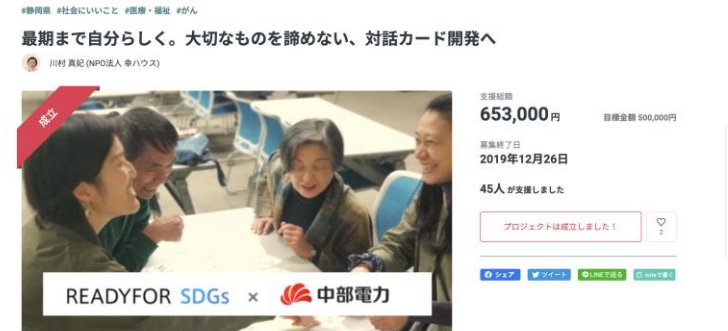 #静岡県 #社会にいいこと #医療・福祉 #がん
最期まで自分らしく。大切なものを諦めない、対話カード開発へ
川村 真妃 (NPO法人 幸ハウス)
成立
READYFOR SDGs × 中部電力
支援総額
653,000円 目標金額 500,000円
募集終了日
2019年12月26日
45人 が支援しました
プロジェクトは成立しました！
2
シェア ツイート LINEで送る noteで書く